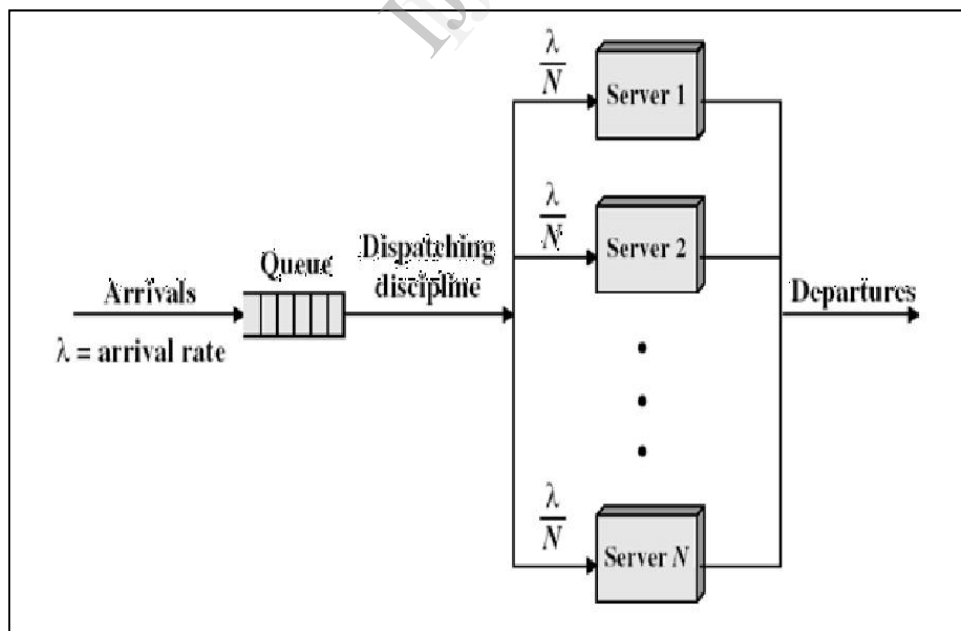 λ
N
Server 1
λ
N
Server 2
Dispatching
discipline
Queue
Arrivals
λ = arrival rate
Departures
λ
N
Server N